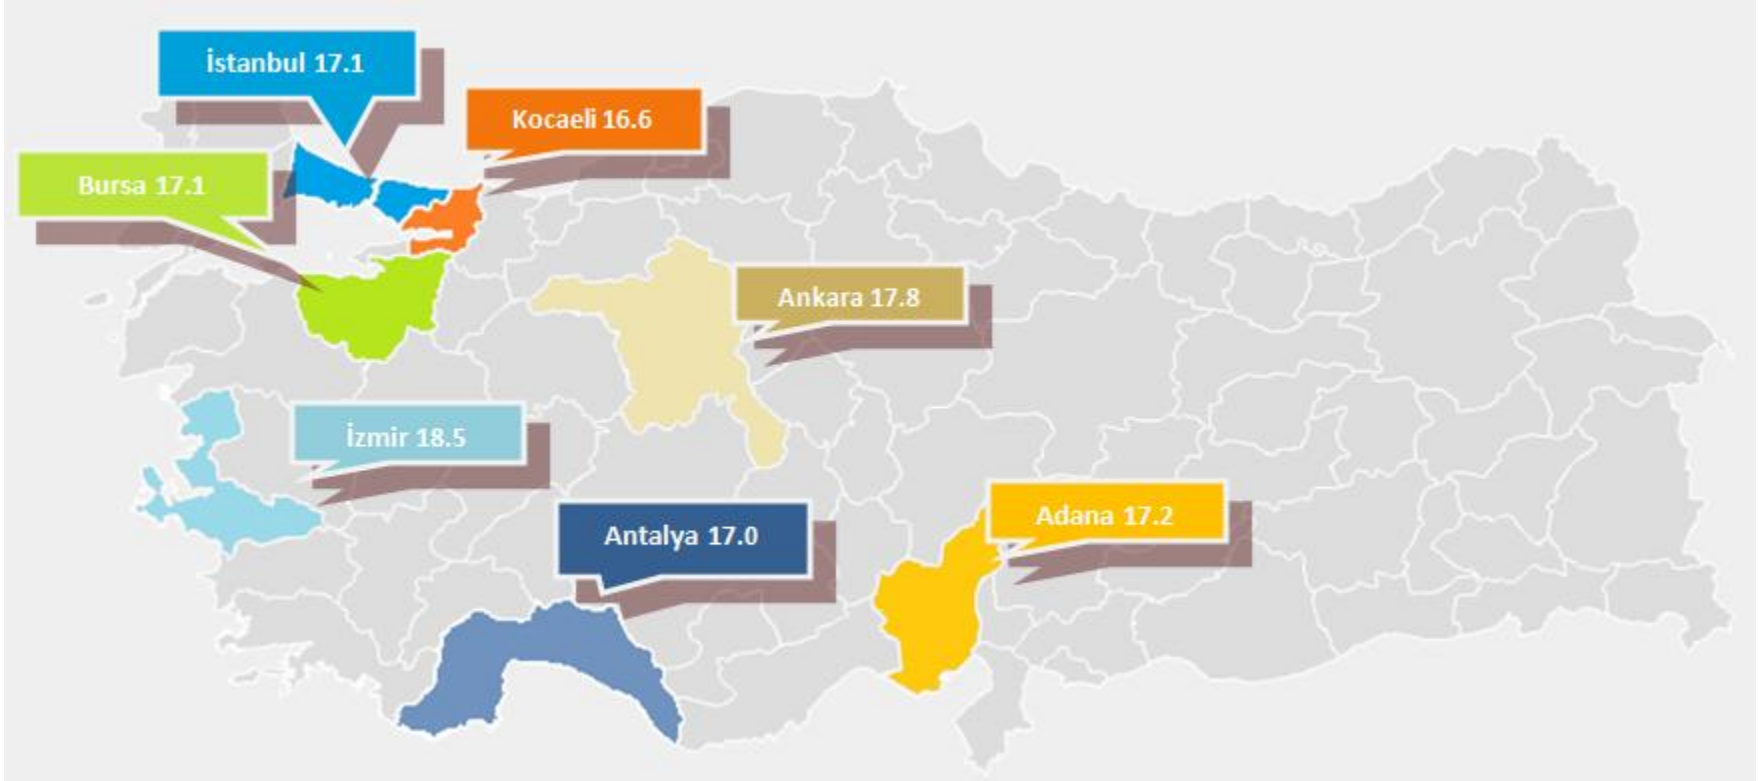 İstanbul 17.1
Kocaeli 16.6
Bursa 17.1
Ankara 17.8
İzmir 18.5
Antalya 17.0
Adana 17.2